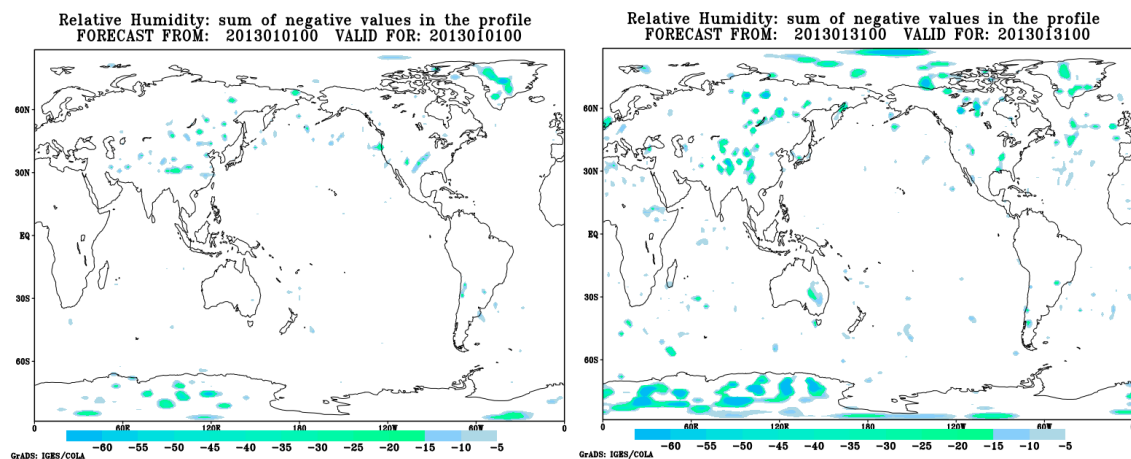 Relative Humidity: sum of negative values in the profile
FORECAST FROM: 2013010100 VALID FOR: 2013010100
60N
30N
EQ
30S
60S
0 60E 120E 180 120W 60W 0
-60 -55 -50 -45 -40 -35 -30 -25 -20 -15 -10 -5
GrADS: IGES/COLA
Relative Humidity: sum of negative values in the profile
FORECAST FROM: 2013013100 VALID FOR: 2013013100
60N
30N
EQ
30S
60S
0 60E 120E 180 120W 60W 0
-60 -55 -50 -45 -40 -35 -30 -25 -20 -15 -10 -5
GrADS: IGES/COLA